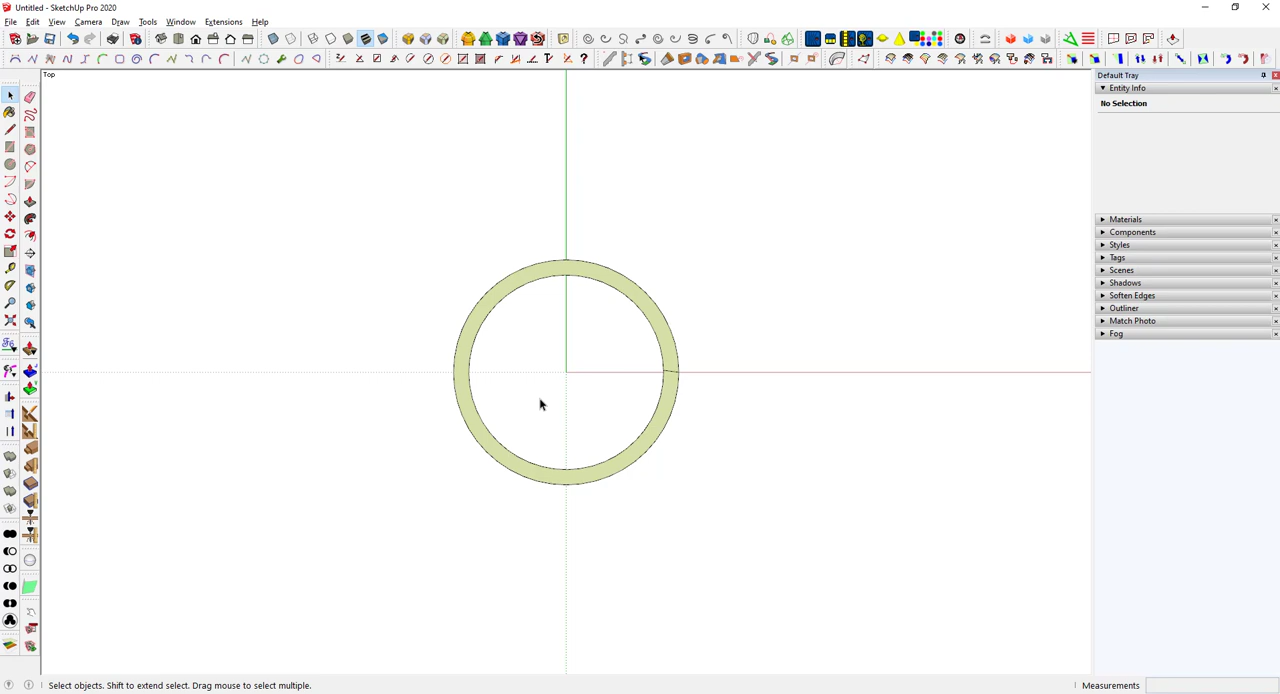 Untitled - SketchUp Pro 2020
File Edit View Camera Draw Tools Window Extensions Help
Top
Default Tray
Entity Info
No Selection
Materials
Components
Styles
Tags
Scenes
Shadows
Soften Edges
Outliner
Match Photo
Fog
Select objects. Shift to extend select. Drag mouse to select multiple.
Measurements